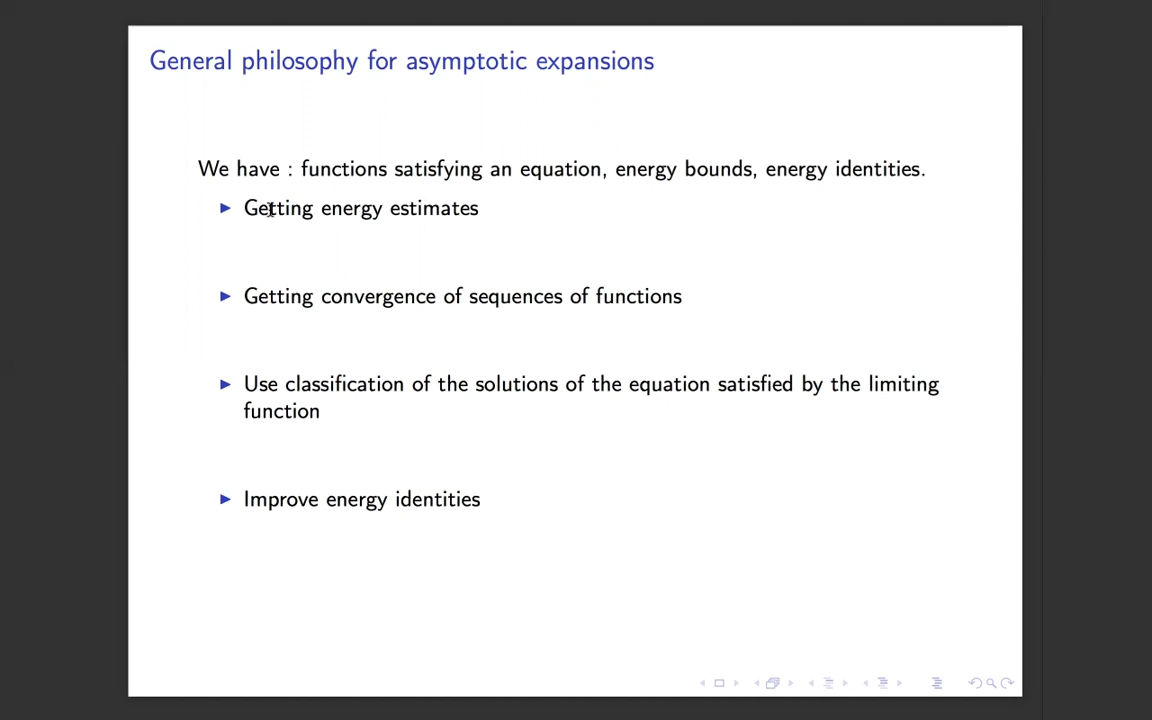 General philosophy for asymptotic expansions
We have : functions satisfying an equation, energy bounds, energy identities.
Getting energy estimates
Getting convergence of sequences of functions
Use classification of the solutions of the equation satisfied by the limiting
function
Improve energy identities